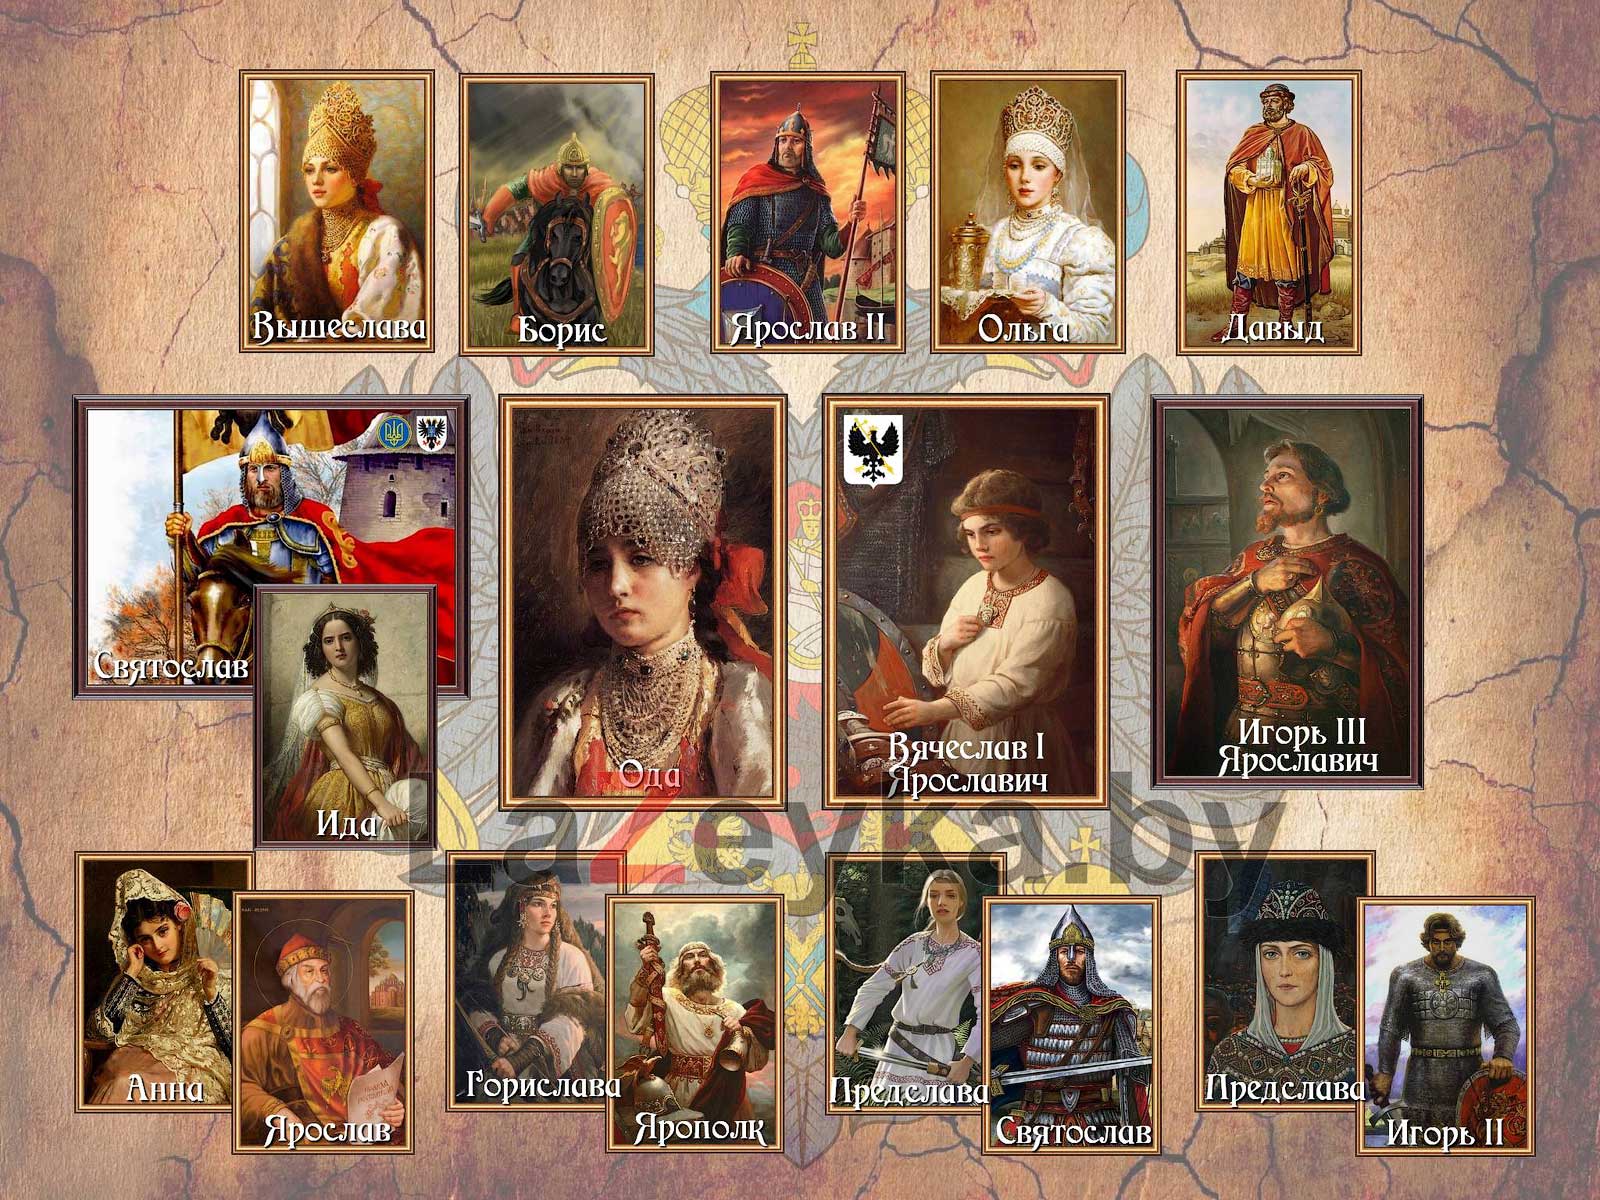 Вышеслава
Борис
Ярослав II
Ольга
Давыд
Святослав
Ида
Ода
Вячеслав I
Ярославич
Игорь III
Ярославич
LaZeyka.by
Анна
Ярослав
Горислава
Ярополк
Предслава
Святослав
Предслава
Игорь II